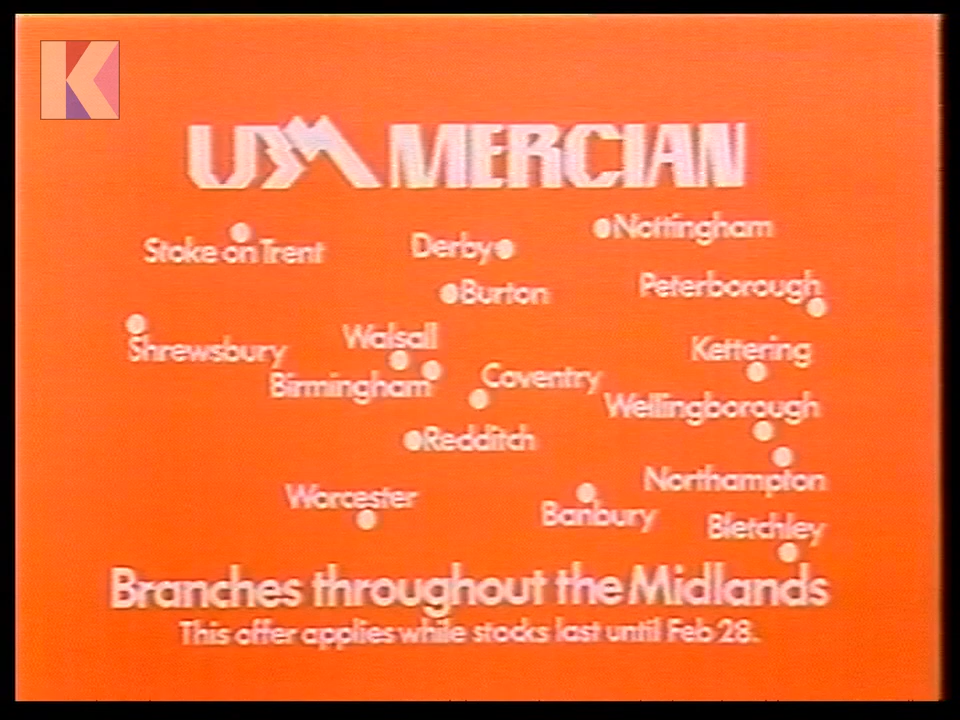 K
UBM MERCIAN
Nottingham
Stoke on Trent
Derby
Peterborough
Burton
Walsall
Shrewsbury
Kettering
Birmingham
Coventry
Wellingborough
Redditch
Northampton
Worcester
Banbury
Bletchley
Branches throughout the Midlands
This offer applies while stocks last until Feb 28.